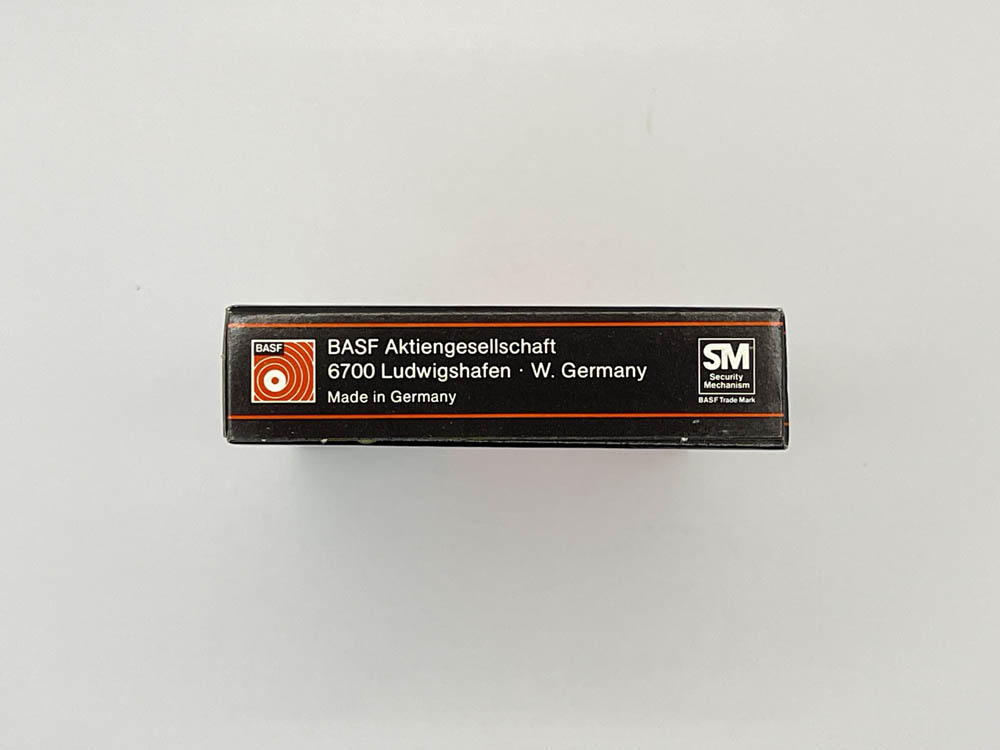 BASF
BASF Aktiengesellschaft
6700 Ludwigshafen · W. Germany
Made in Germany
SM
Security
Mechanism
BASF Trade Mark